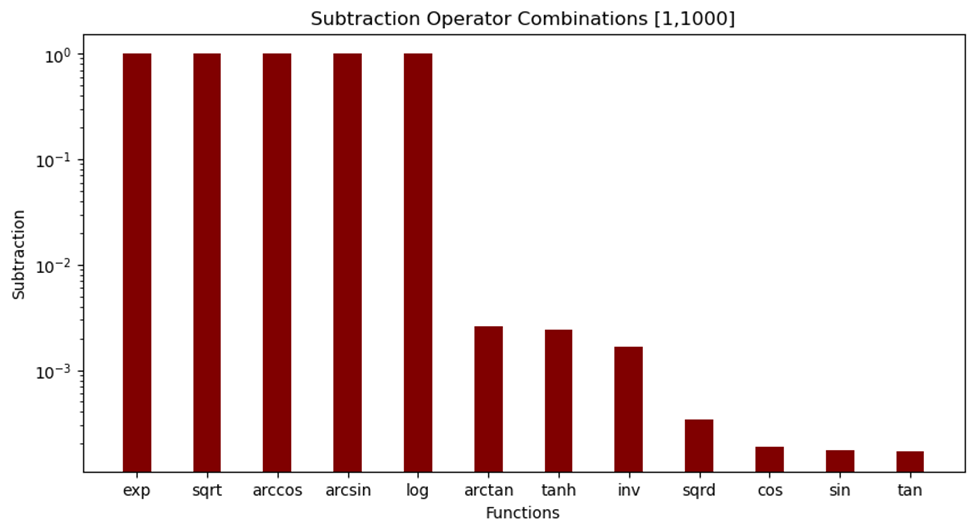 Subtraction Operator Combinations [1,1000]
Subtraction
10⁰
10⁻¹
10⁻²
10⁻³
exp sqrt arccos arcsin log arctan tanh inv sqrd cos sin tan
Functions